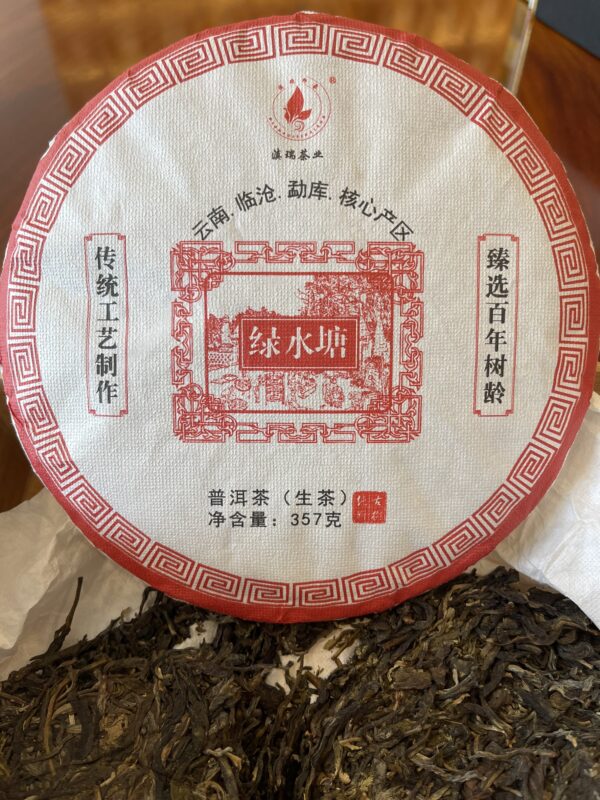 ®
滇瑞茶业
云南.临沧.勐库.核心产区
传统工艺制作
绿水塘
臻选百年树龄
普洱茶（生茶）
净含量：357克